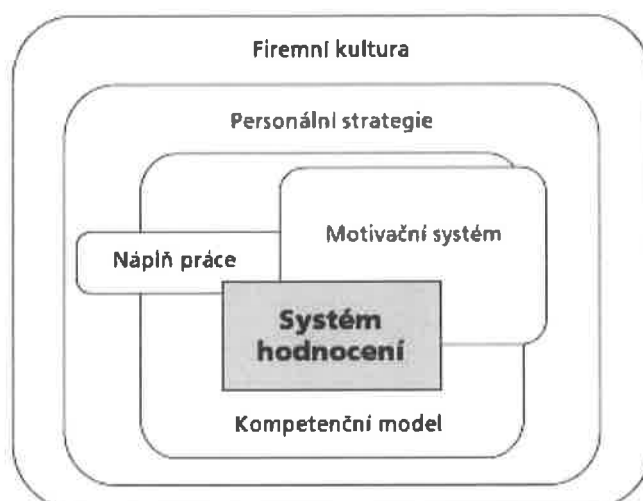 Firemní kultura
Personální strategie
Motivační systém
Náplň práce
Systém
hodnocení
Kompetenční model